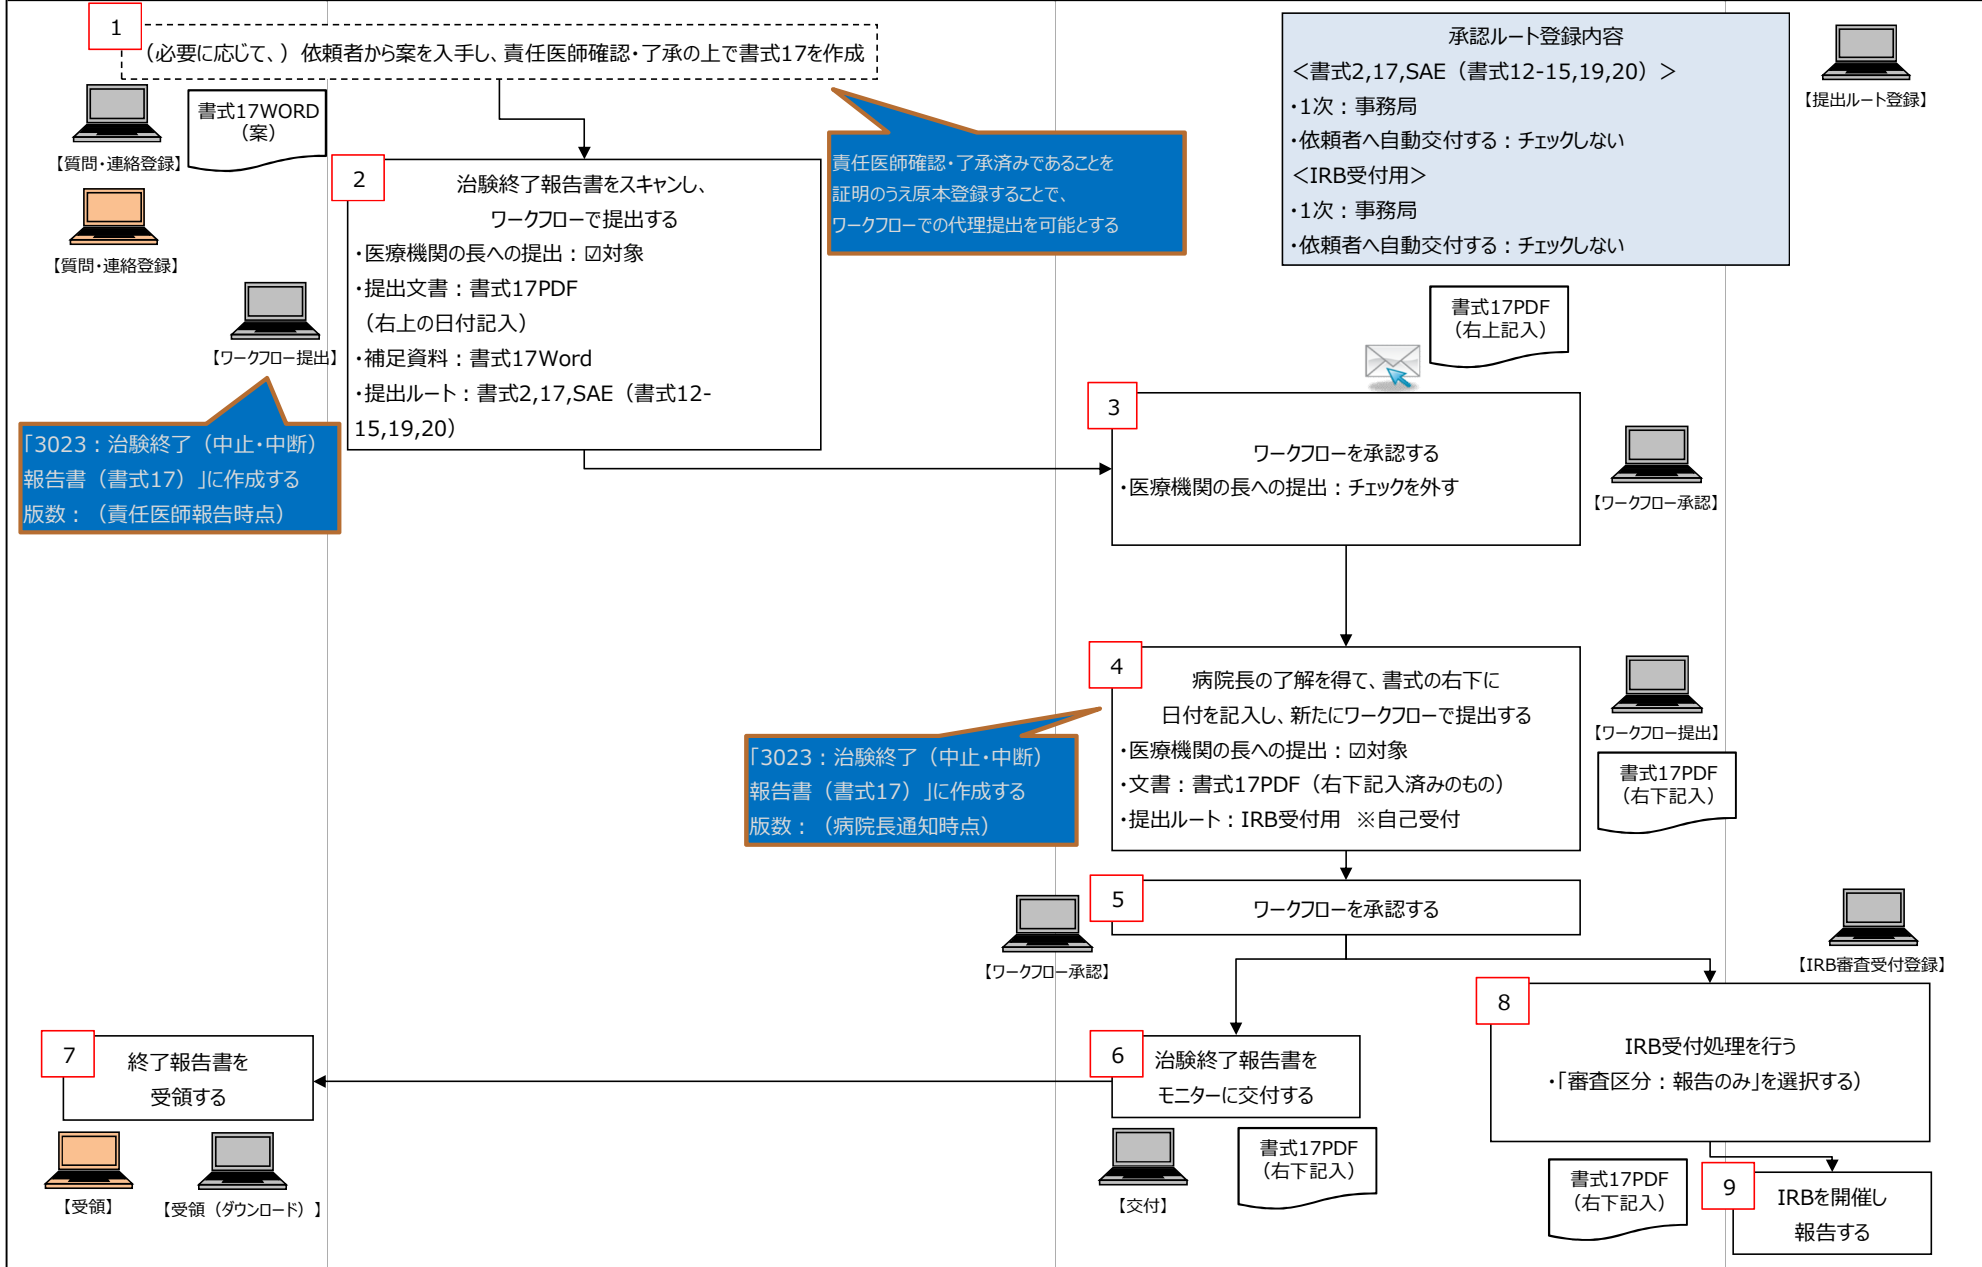 1
（必要に応じて、）依頼者から案を入手し、責任医師確認・了承の上で書式17を作成
【質問・連絡登録】
書式17WORD
（案）
【質問・連絡登録】
責任医師確認・了承済みであることを
証明のうえ原本登録することで、
ワークフローでの代理提出を可能とする
承認ルート登録内容
＜書式2,17,SAE（書式12-15,19,20）＞
・1次：事務局
・依頼者へ自動交付する：チェックしない
＜IRB受付用＞
・1次：事務局
・依頼者へ自動交付する：チェックしない
【提出ルート登録】
2
治験終了報告書をスキャンし、
ワークフローで提出する
・医療機関の長への提出：☑対象
・提出文書：書式17PDF
（右上の日付記入）
・補足資料：書式17Word
・提出ルート：書式2,17,SAE（書式12-
15,19,20）
【ワークフロー提出】
「3023：治験終了（中止・中断）
報告書（書式17）」に作成する
版数：（責任医師報告時点）
書式17PDF
（右上記入）
3
ワークフローを承認する
・医療機関の長への提出：チェックを外す
【ワークフロー承認】
4
病院長の了解を得て、書式の右下に
日付を記入し、新たにワークフローで提出する
・医療機関の長への提出：☑対象
・文書：書式17PDF（右下記入済みのもの）
・提出ルート：IRB受付用　※自己受付
【ワークフロー提出】
書式17PDF
（右下記入）
「3023：治験終了（中止・中断）
報告書（書式17）」に作成する
版数：（病院長通知時点）
5
ワークフローを承認する
【ワークフロー承認】
【IRB審査受付登録】
6
治験終了報告書を
モニターに交付する
【交付】
書式17PDF
（右下記入）
7
終了報告書を
受領する
【受領】
【受領（ダウンロード）】
8
IRB受付処理を行う
・「審査区分：報告のみ」を選択する）
書式17PDF
（右下記入）
9
IRBを開催し
報告する